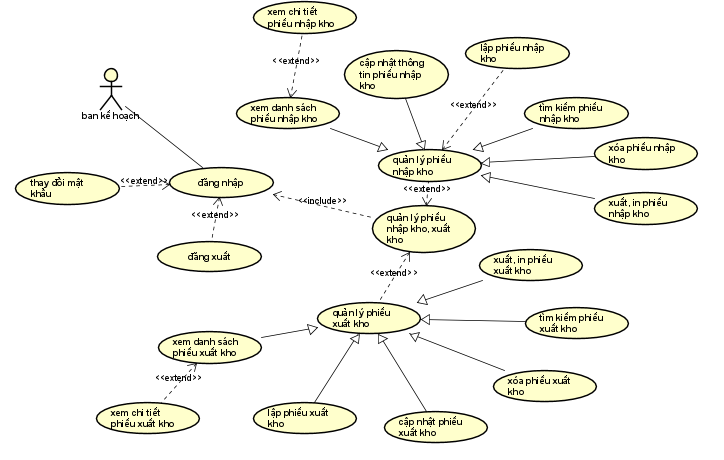 xem chi tiết
phiếu nhập kho
<<extend>>
cập nhật thông
tin phiếu nhập
kho
lập phiếu nhập
kho
<<extend>>
xem danh sách
phiếu nhập kho
tìm kiếm phiếu
nhập kho
ban kế hoạch
xóa phiếu nhập
kho
quản lý phiếu
nhập kho
thay đổi mật
khẩu
<<extend>>
đăng nhập
<<extend>>
xuất, in phiếu
nhập kho
<<include>>
<<extend>>
quản lý phiếu
nhập kho, xuất
kho
đăng xuất
<<extend>>
xuất, in phiếu
xuất kho
quản lý phiếu
xuất kho
tìm kiếm phiếu
xuất kho
xem danh sách
phiếu xuất kho
<<extend>>
xóa phiếu xuất
kho
xem chi tiết
phiếu xuất kho
lập phiếu xuất
kho
cập nhật phiếu
xuất kho